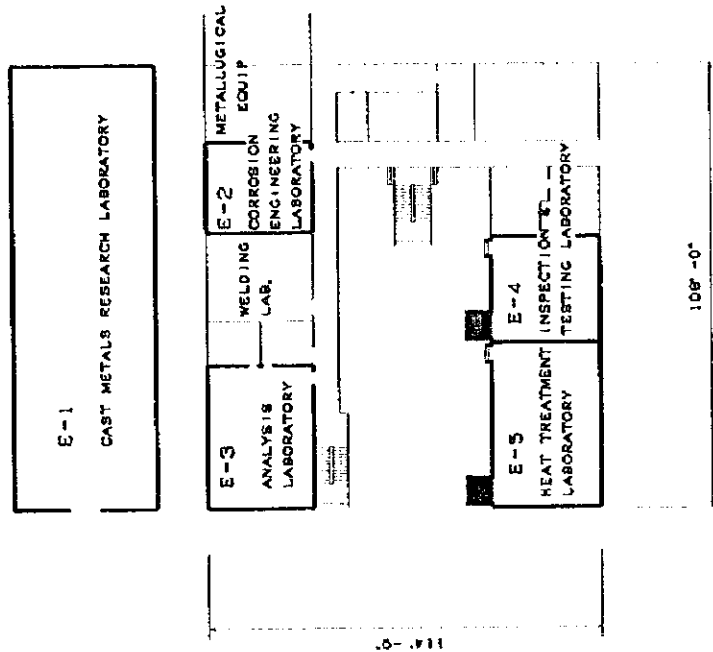 E-1
CAST METALS RESEARCH LABORATORY
METALLUGICAL
EQUIP
E-2
CORROSION
ENGINEERING
LABORATORY
WELDING
LAB.
E-3
ANALYSIS
LABORATORY
E-4
INSPECTION &
TESTING LABORATORY
E-5
HEAT TREATMENT
LABORATORY
114'-0"
108'-0"